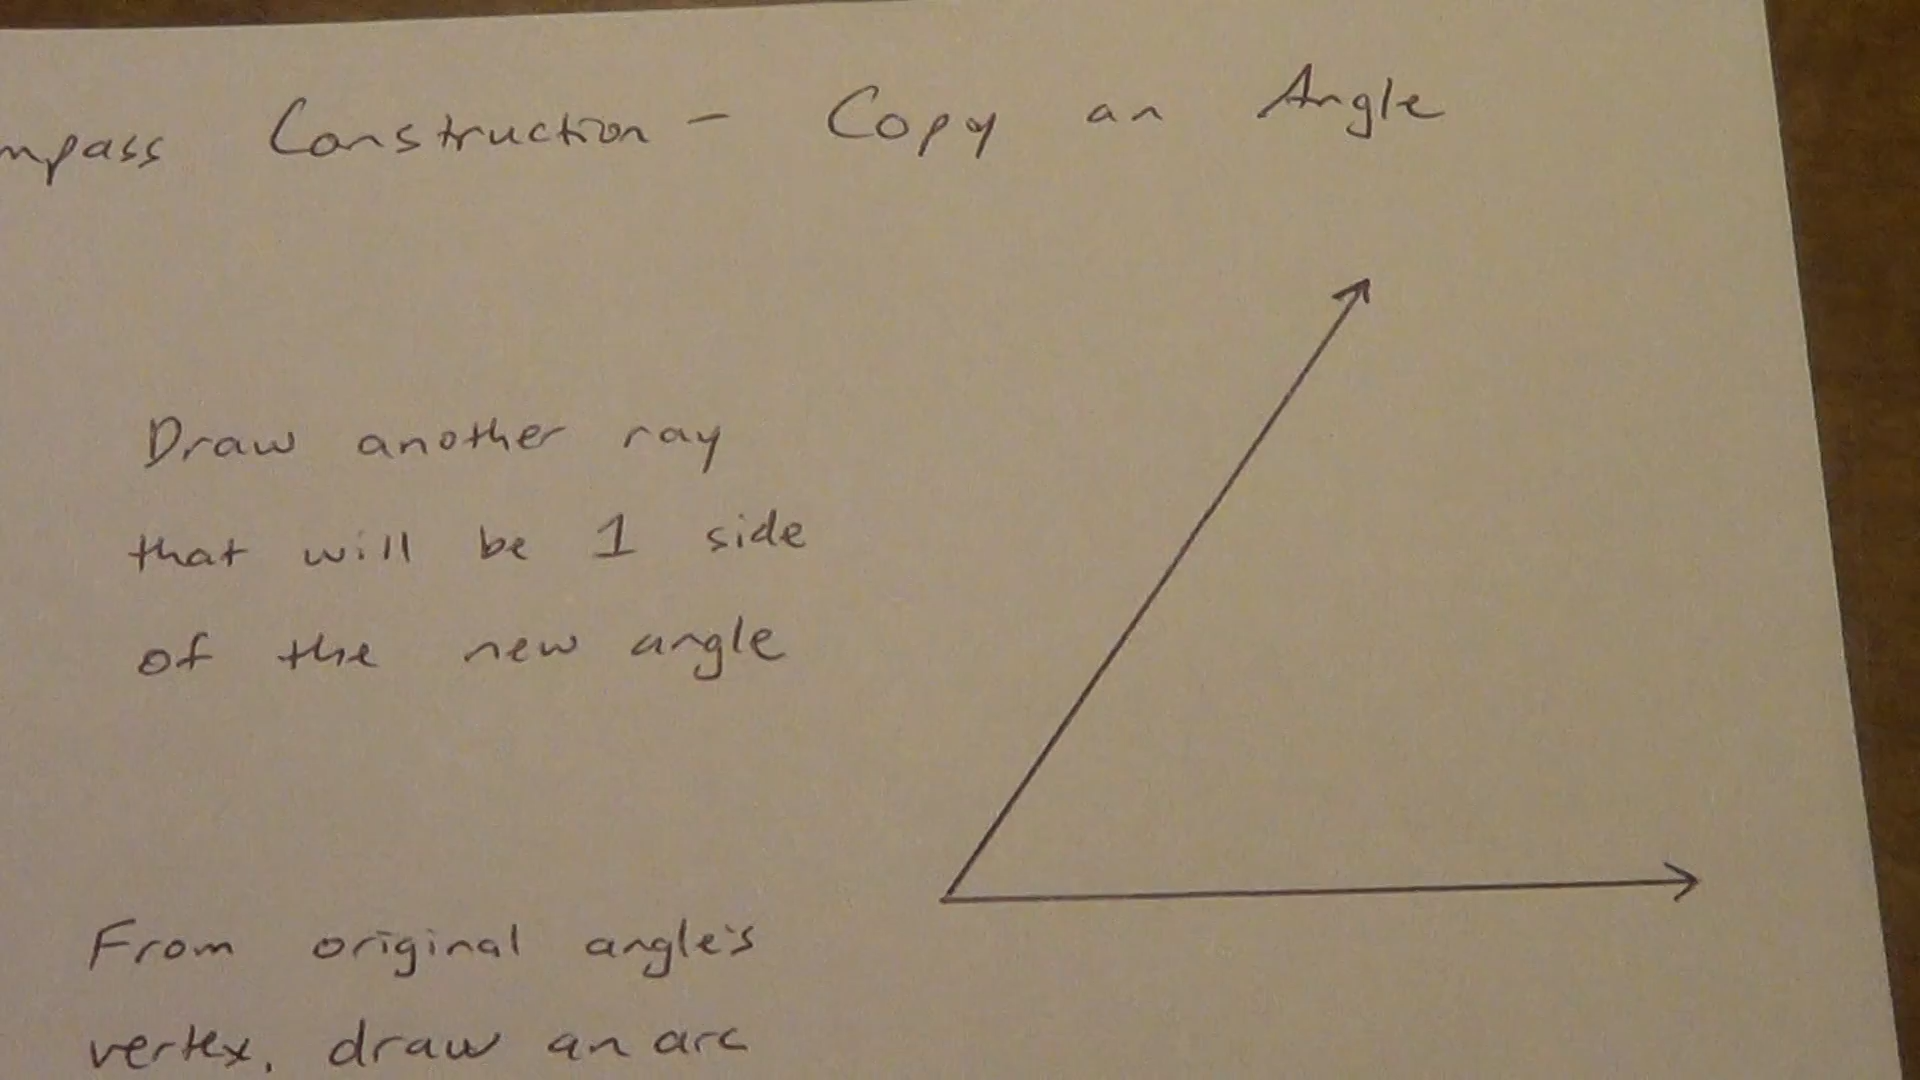 mpass Construction - Copy an Angle
Draw another ray
that will be 1 side
of the new angle
From original angle's
vertex, draw an arc